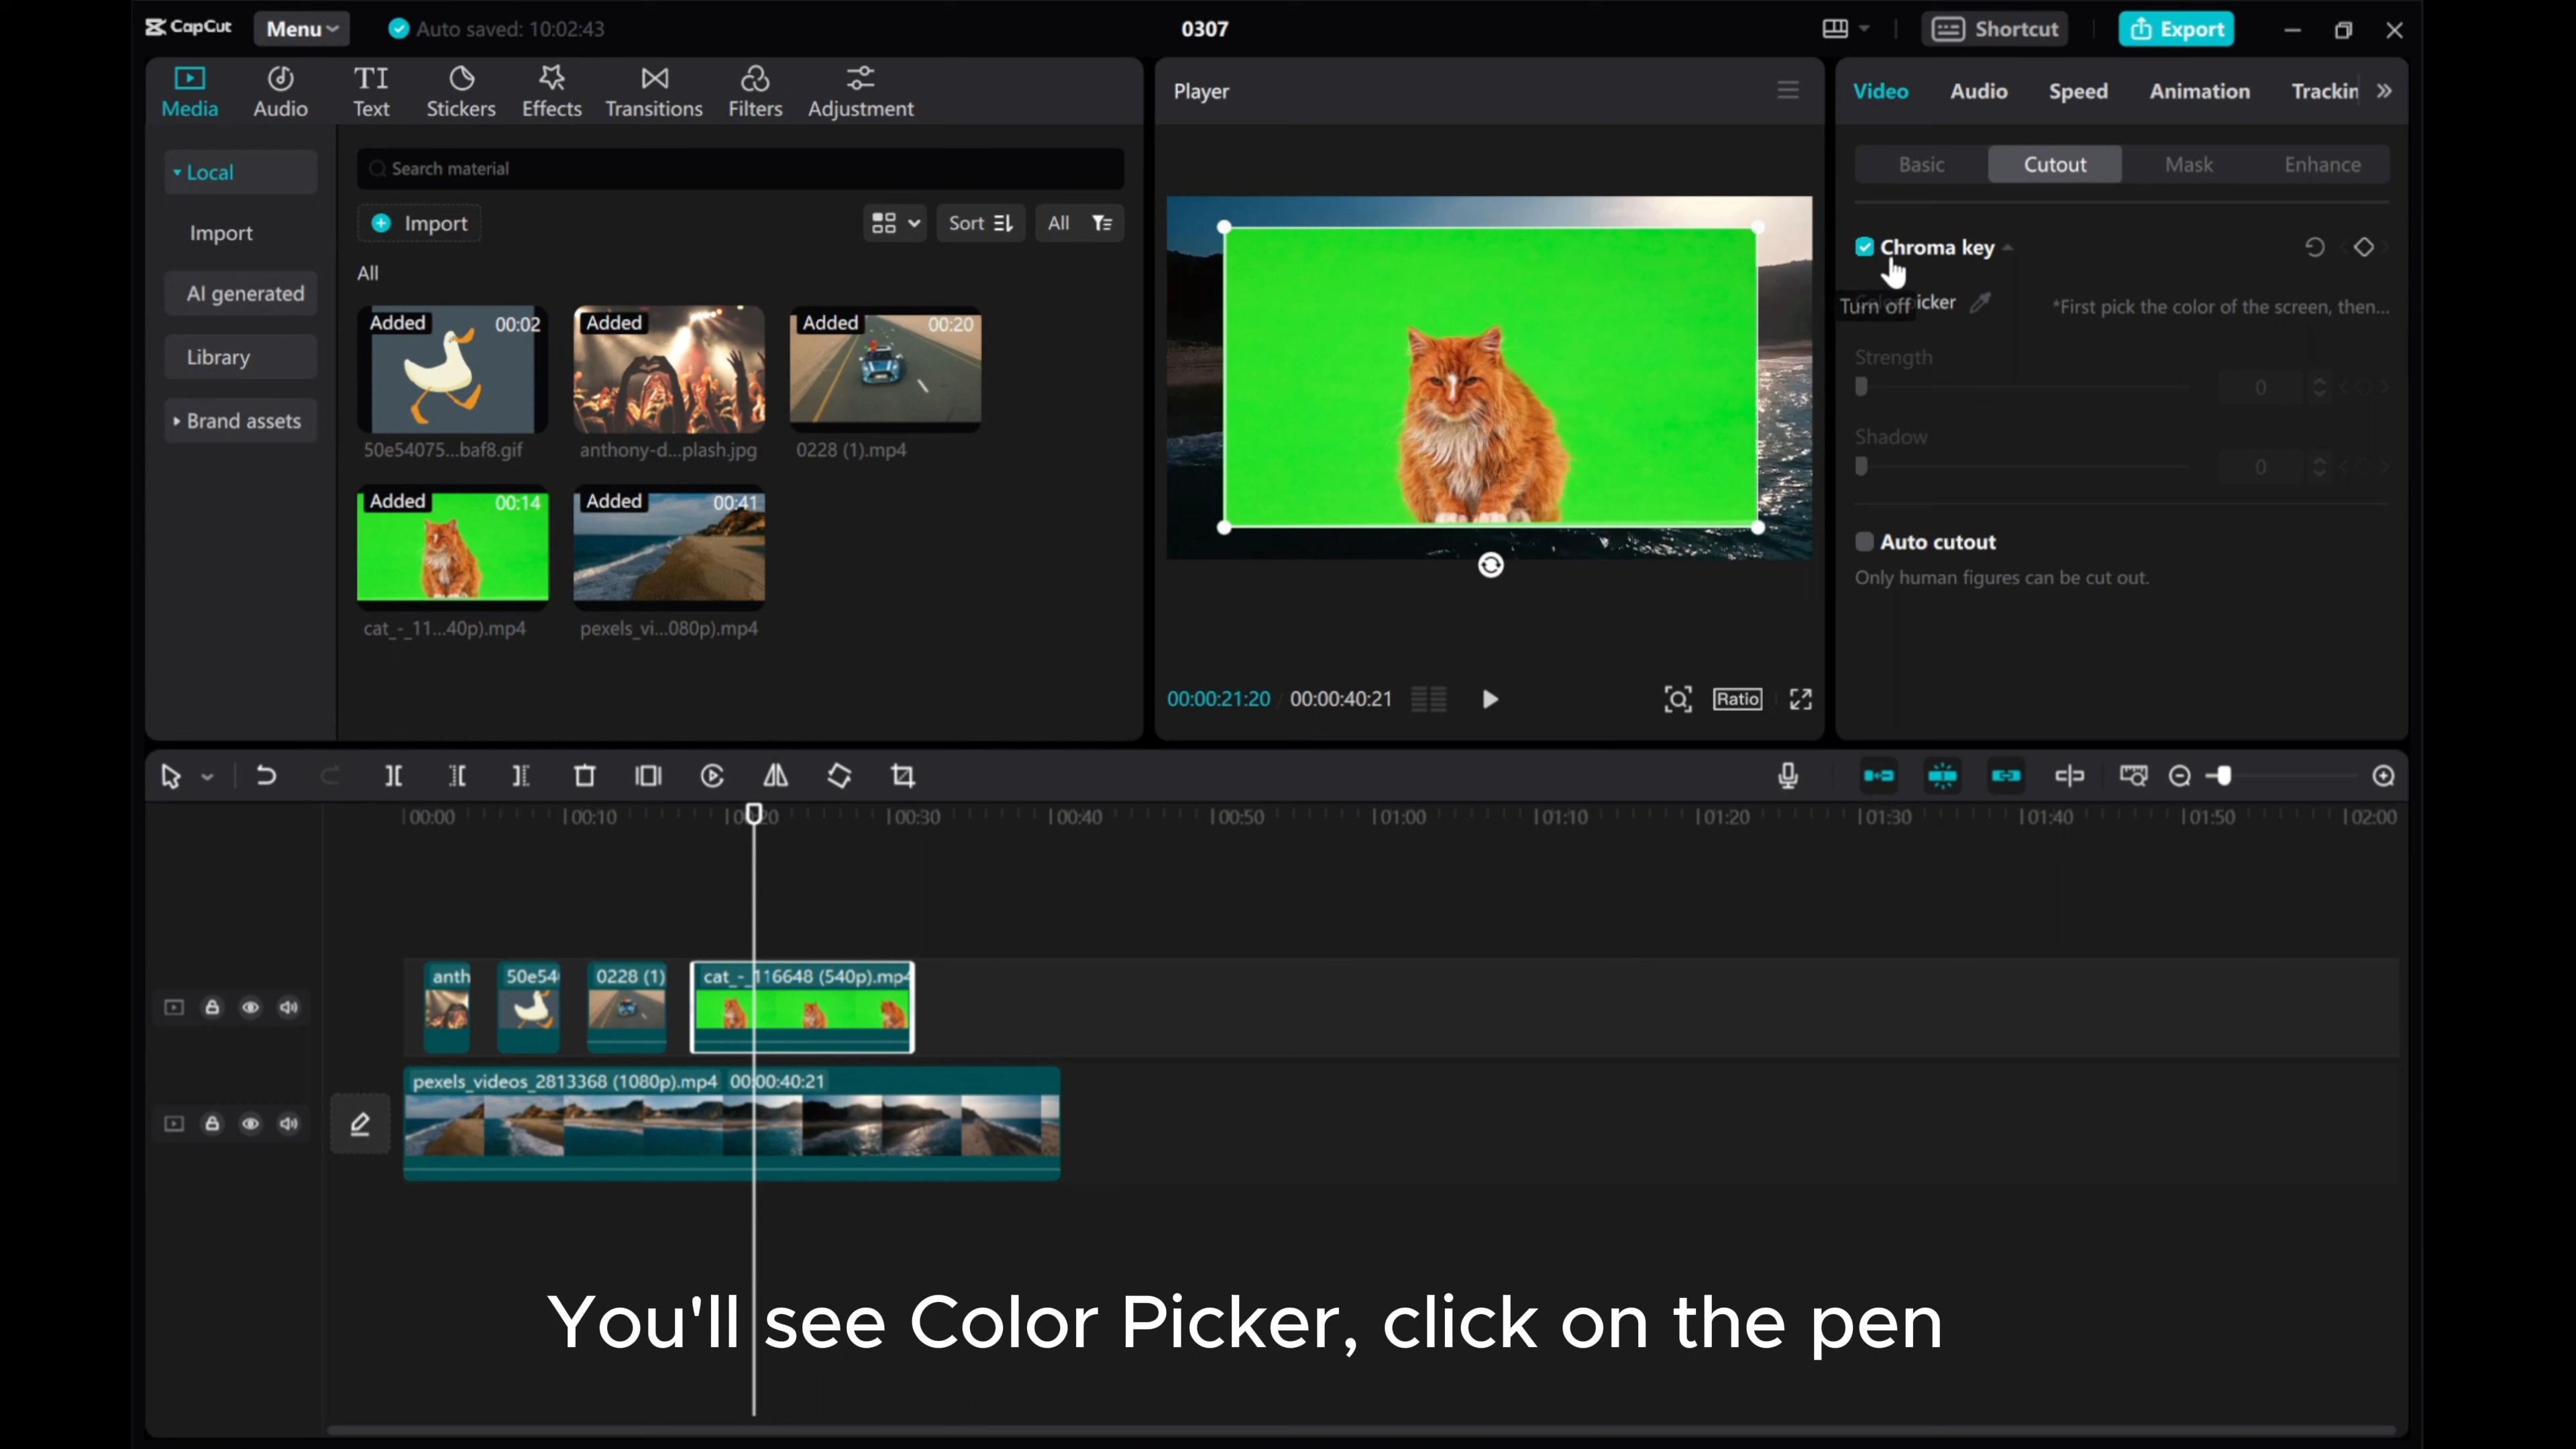 CapCut
Menu
Auto saved: 10:02:43
0307
Shortcut
Export
Media
Audio
Text
Stickers
Effects
Transitions
Filters
Adjustment
Local
Import
AI generated
Library
Brand assets
Search material
Import
Sort
All
All
Added 00:02
50e54075...baf8.gif
Added
anthony-d...plash.jpg
Added 00:20
0228 (1).mp4
Added 00:14
cat_-_11...40p).mp4
Added 00:41
pexels_vi...080p).mp4
Player
00:00:21:20 / 00:00:40:21
Ratio
Video
Audio
Speed
Animation
Trackin
Basic
Cutout
Mask
Enhance
Chroma key
Turn off
icker
*First pick the color of the screen, then...
Strength
0
Shadow
0
Auto cutout
Only human figures can be cut out.
00:00 00:10 00:20 00:30 00:40 00:50 01:00 01:10 01:20 01:30 01:40 01:50 02:00
anth
50e54
0228 (1)
cat_-_116648 (540p).mp4
pexels_videos_2813368 (1080p).mp4 00:00:40:21
You'll see Color Picker, click on the pen